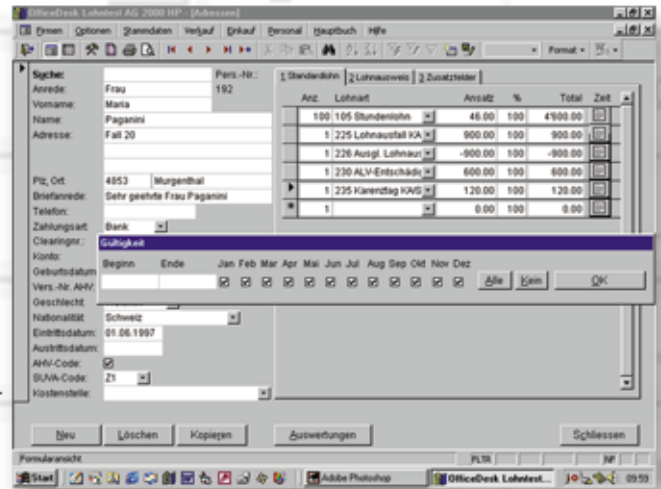 OfficeDesk Lohntest AG 2000 HP - [Adressen]
Firmen Optionen Stammdaten Verkauf Einkauf Personal Hauptbuch Hilfe
Format
Suche: Pers.-Nr.:
Anrede: Frau 192
Vorname: Maria
Name: Paganini
Adresse: Fall 20
Plz, Ort: 4853 Murgenthal
Briefanrede: Sehr geehrte Frau Paganini
Telefon:
Zahlungsart: Bank
Clearingnr.:
Konto:
Geburtsdatum
Vers.-Nr. AHV:
Geschlecht:
Nationalität: Schweiz
Eintrittsdatum: 01.06.1997
Austrittsdatum:
AHV-Code:
SUVA-Code: Z1
Kostenstelle:
1 Standardlohn 2 Lohnausweis 3 Zusatzfelder
Anz. Lohnart Ansatz % Total Zeit
100 105 Stundenlohn 46.00 100 4'600.00
1 225 Lohnausfall KA 900.00 100 900.00
1 226 Ausgl. Lohnaus -900.00 100 -900.00
1 230 ALV-Entschädig 600.00 100 600.00
1 235 Karenztag KA/S 120.00 100 120.00
1 0.00 100 0.00
Gültigkeit
Beginn Ende Jan Feb Mar Apr Mai Jun Jul Aug Sep Okt Nov Dez
Alle Kein OK
Neu Löschen Kopieren Auswertungen Schliessen
Formularansicht FLTR NF
Start Adobe Photoshop OfficeDesk Lohntest... 09:59